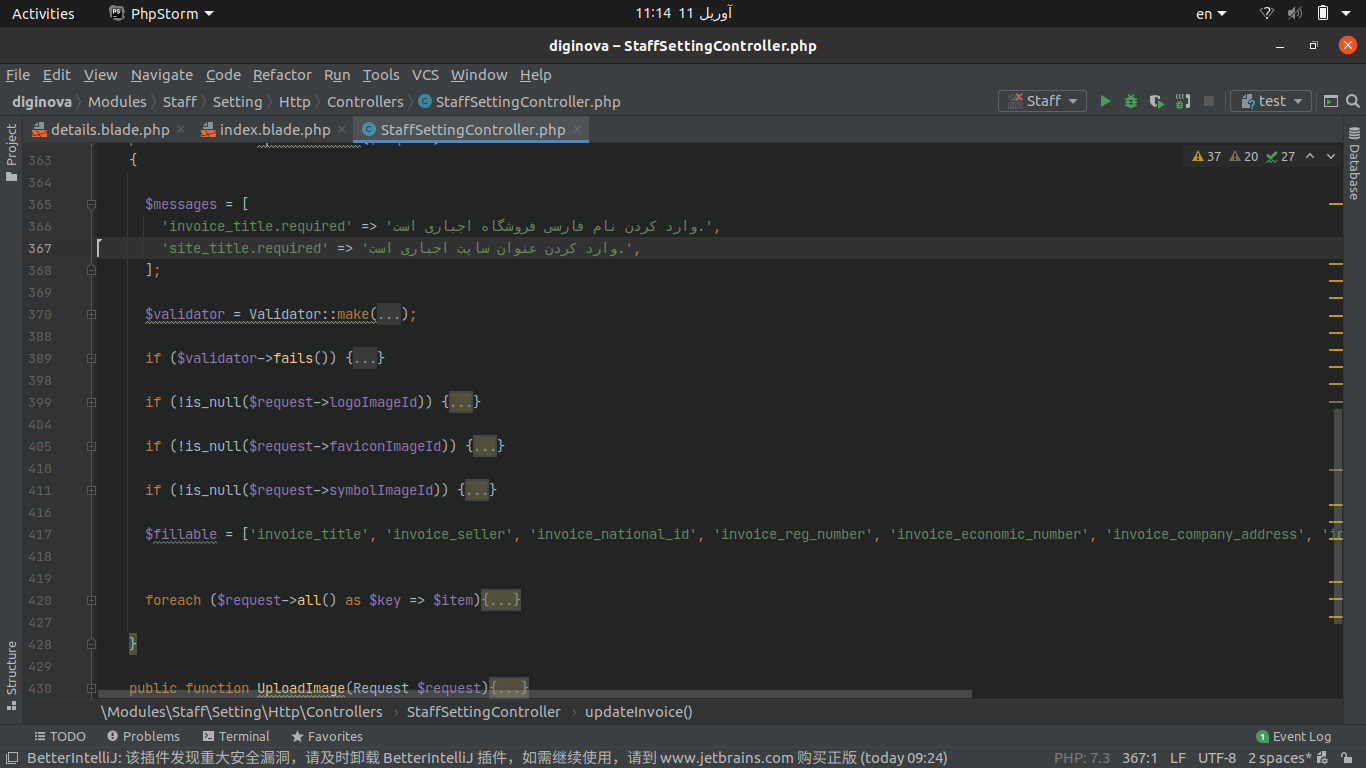 Activities PhpStorm 11:14 11 آوریل en
diginova – StaffSettingController.php
File Edit View Navigate Code Refactor Run Tools VCS Window Help
diginova Modules Staff Setting Http Controllers StaffSettingController.php Staff test
details.blade.php index.blade.php StaffSettingController.php
363 { 37 20 27
364
365 $messages = [
366 'invoice_title.required' => 'وارد کردن نام فارسی فروشگاه اجباری است.',
367 'site_title.required' => 'وارد کردن عنوان سایت اجباری است.',
368 ];
369
370 $validator = Validator::make(...);
388
389 if ($validator->fails()) {...}
398
399 if (!is_null($request->logoImageId)) {...}
404
405 if (!is_null($request->faviconImageId)) {...}
410
411 if (!is_null($request->symbolImageId)) {...}
416
417 $fillable = ['invoice_title', 'invoice_seller', 'invoice_national_id', 'invoice_reg_number', 'invoice_economic_number', 'invoice_company_address',
418
419
420 foreach ($request->all() as $key => $item){...}
427
428 }
429
430 public function UploadImage(Request $request){...}
Project
Structure
Database
\Modules\Staff\Setting\Http\Controllers StaffSettingController updateInvoice()
TODO Problems Terminal Favorites 1 Event Log
BetterIntelliJ: 该插件发现重大安全漏洞，请及时卸载 BetterIntelliJ 插件，如需继续使用，请到 www.jetbrains.com 购买正版 (today 09:24) PHP: 7.3 367:1 LF UTF-8 2 spaces*